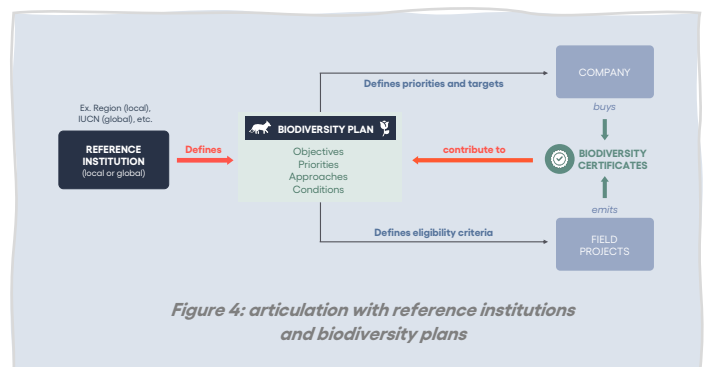 COMPANY
Defines priorities and targets
Ex. Region (local),
IUCN (global), etc.
buys
REFERENCE
INSTITUTION
(local or global)
Defines
BIODIVERSITY PLAN
Objectives
Priorities
Approaches
Conditions
contribute to
BIODIVERSITY
CERTIFICATES
emits
Defines eligibility criteria
FIELD
PROJECTS
Figure 4: articulation with reference institutions
and biodiversity plans